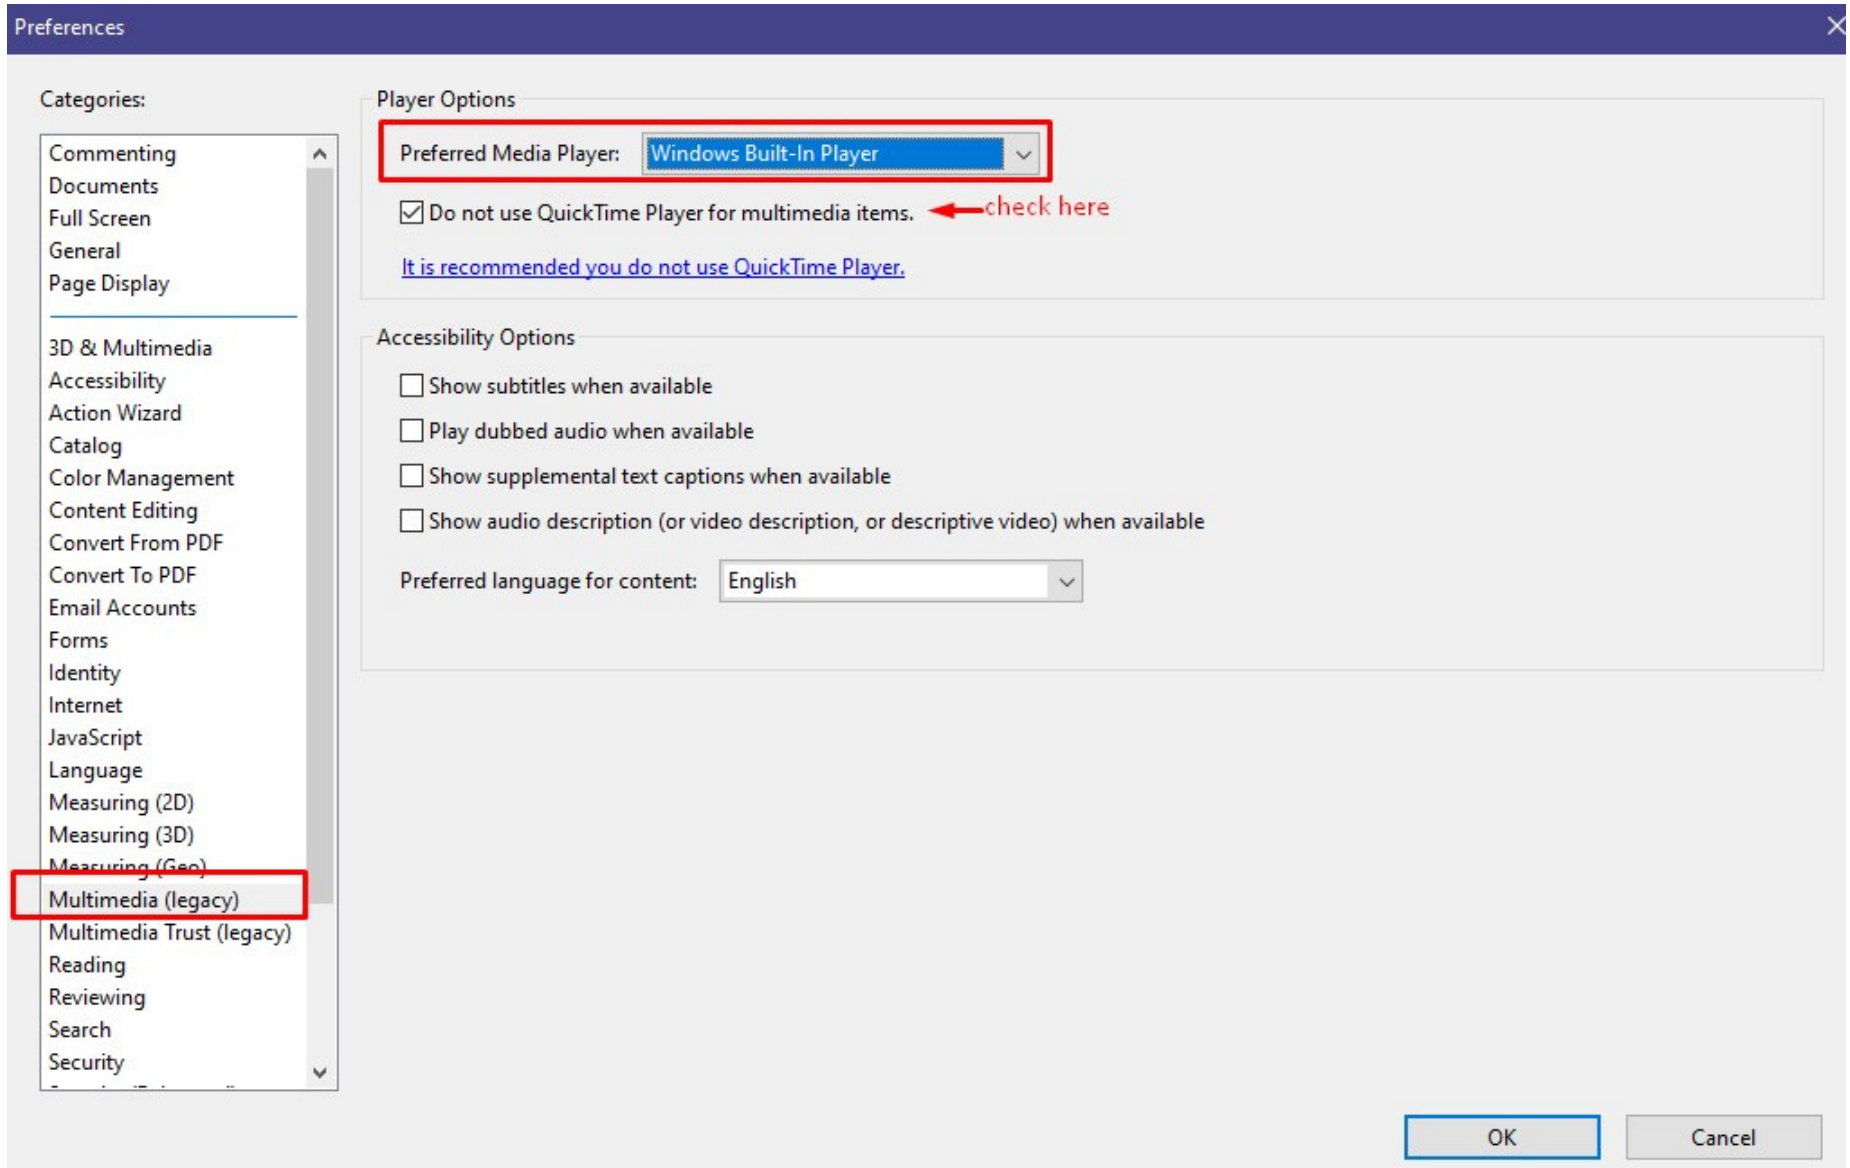 Preferences
Categories:
Commenting
Documents
Full Screen
General
Page Display
3D & Multimedia
Accessibility
Action Wizard
Catalog
Color Management
Content Editing
Convert From PDF
Convert To PDF
Email Accounts
Forms
Identity
Internet
JavaScript
Language
Measuring (2D)
Measuring (3D)
Measuring (Geo)
Multimedia (legacy)
Multimedia Trust (legacy)
Reading
Reviewing
Search
Security
Player Options
Preferred Media Player: Windows Built-In Player
Do not use QuickTime Player for multimedia items. check here
It is recommended you do not use QuickTime Player.
Accessibility Options
Show subtitles when available
Play dubbed audio when available
Show supplemental text captions when available
Show audio description (or video description, or descriptive video) when available
Preferred language for content: English
OK Cancel